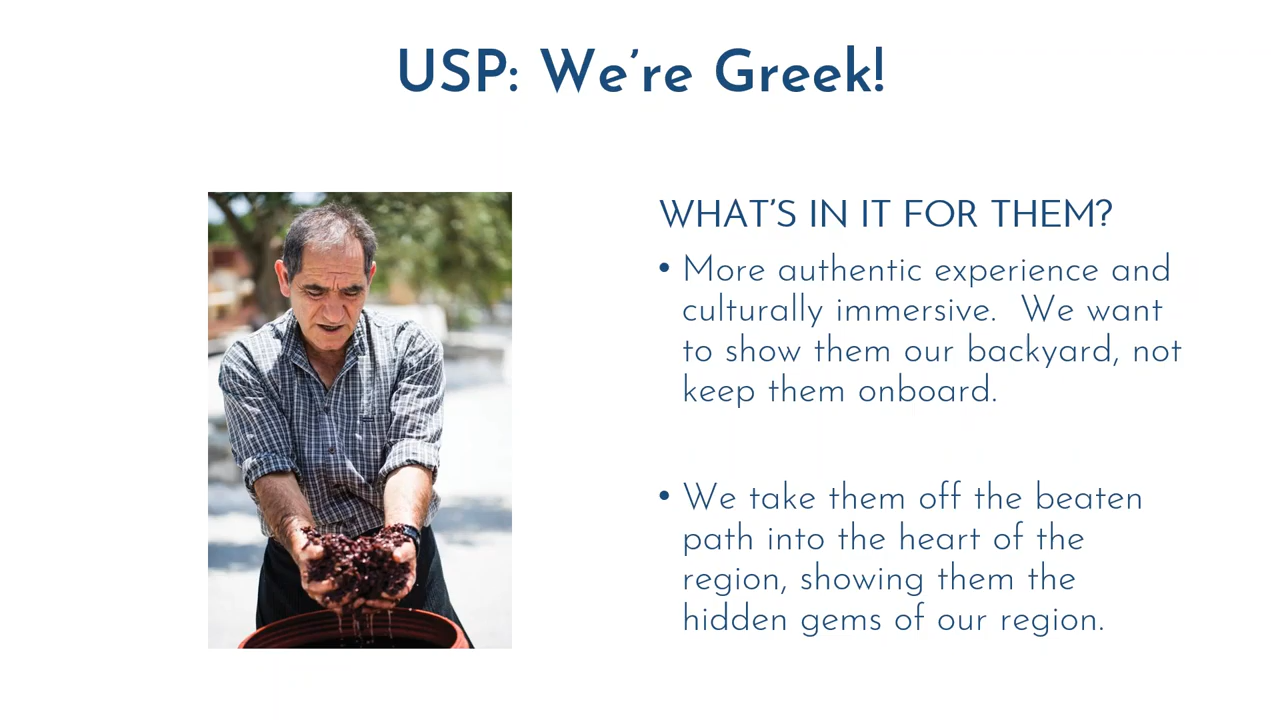 USP: We’re Greek!
WHAT’S IN IT FOR THEM?
• More authentic experience and
culturally immersive.  We want
to show them our backyard, not
keep them onboard.
• We take them off the beaten
path into the heart of the
region, showing them the
hidden gems of our region.